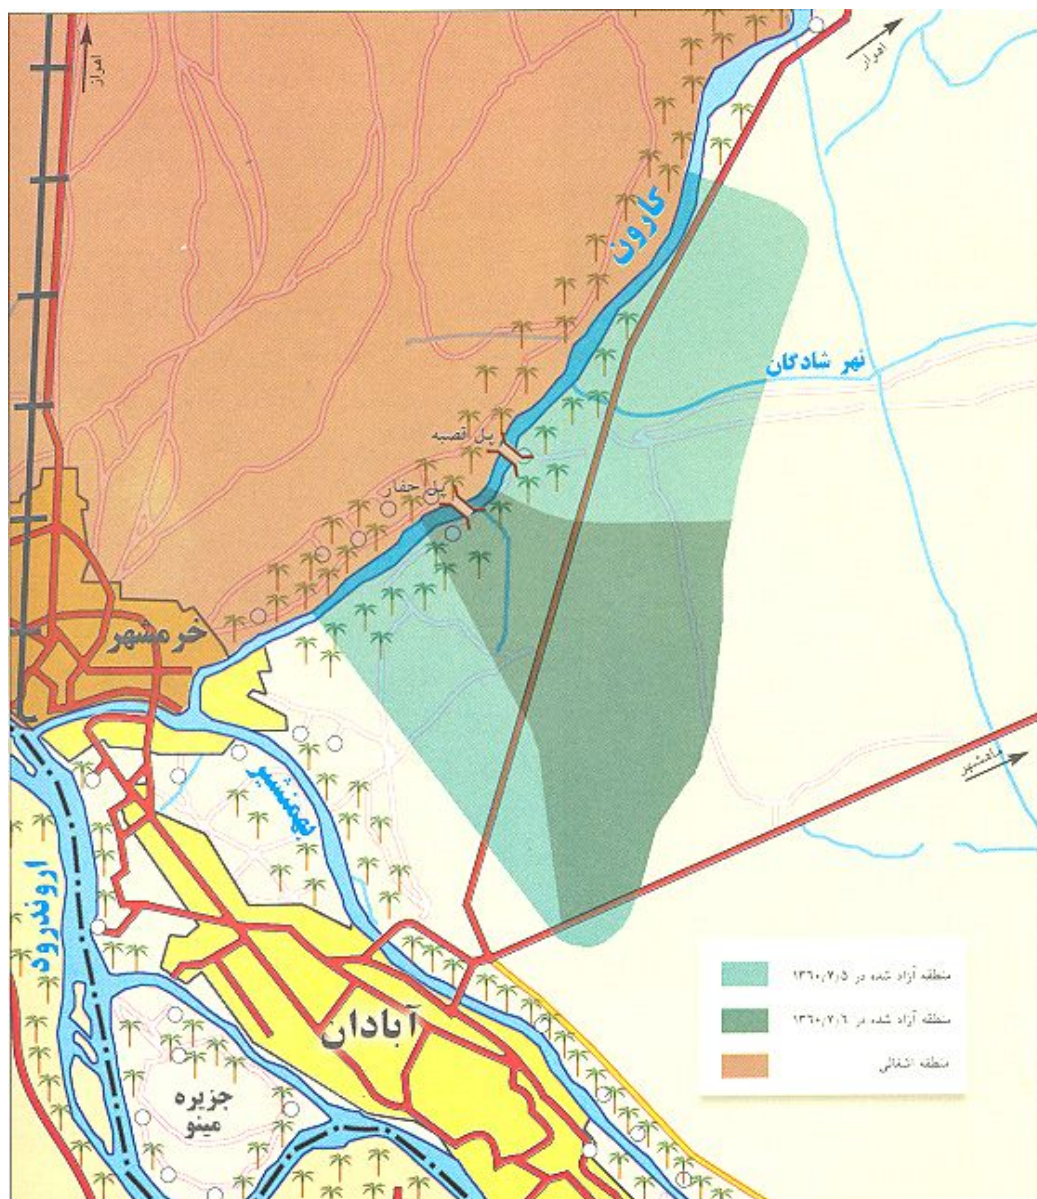 اهواز
اهواز
کارون
نهر شادگان
پل قصبه
پل حفار
خرمشهر
ماهشهر
بهمنشیر
اروندرود
آبادان
جزیره
مینو
منطقه آزاد شده در ۱۳۶۰٫۷٫۵
منطقه آزاد شده در ۱۳۶۰٫۷٫۶
منطقه اشغالی